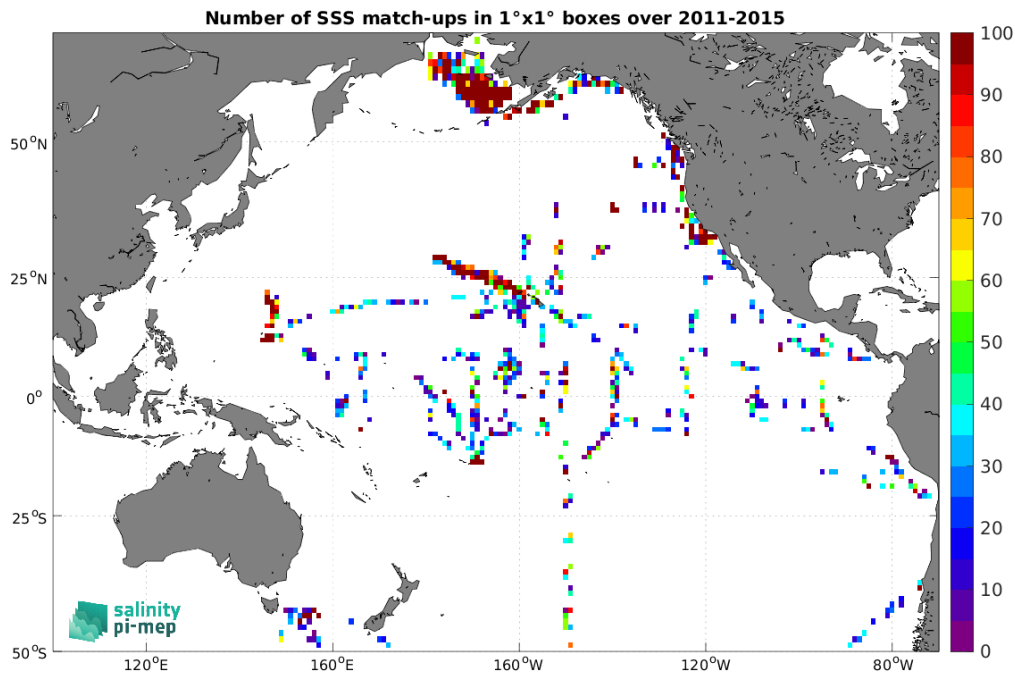 Number of SSS match-ups in 1°x1° boxes over 2011-2015
100
90
80
70
60
50
40
30
20
10
0
50°N
25°N
0°
25°S
50°S
120°E
160°E
160°W
120°W
80°W
salinity
pi-mep